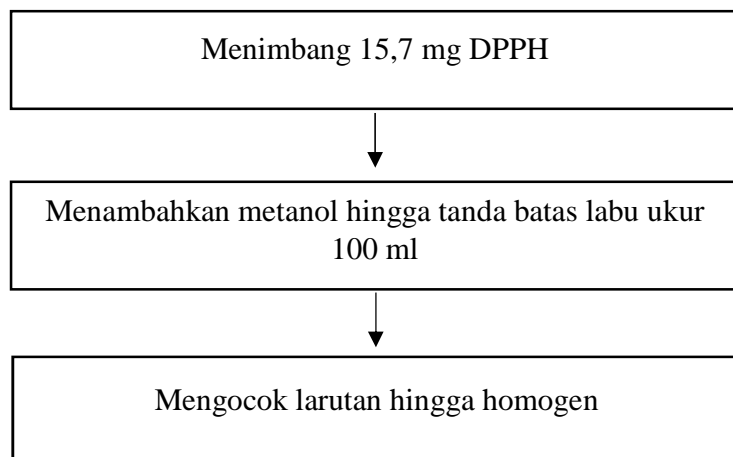 Menimbang 15,7 mg DPPH
Menambahkan metanol hingga tanda batas labu ukur
100 ml
Mengocok larutan hingga homogen